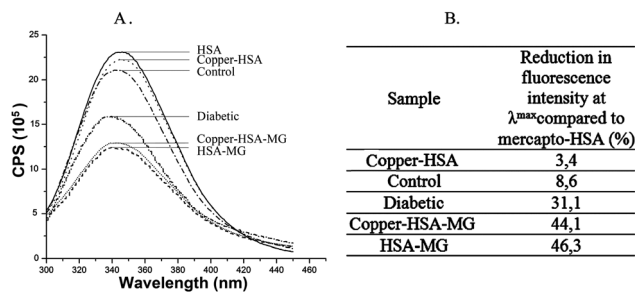 A.
HSA
Copper-HSA
Control
Diabetic
Copper-HSA-MG
HSA-MG
25
20
15
10
5
0
CPS (10⁵)
300 320 340 360 380 400 420 440 460
Wavelength (nm)
B.
Sample
Reduction in
fluorescence
intensity at
λmaxcompared to
mercapto-HSA (%)
Copper-HSA 3,4
Control 8,6
Diabetic 31,1
Copper-HSA-MG 44,1
HSA-MG 46,3